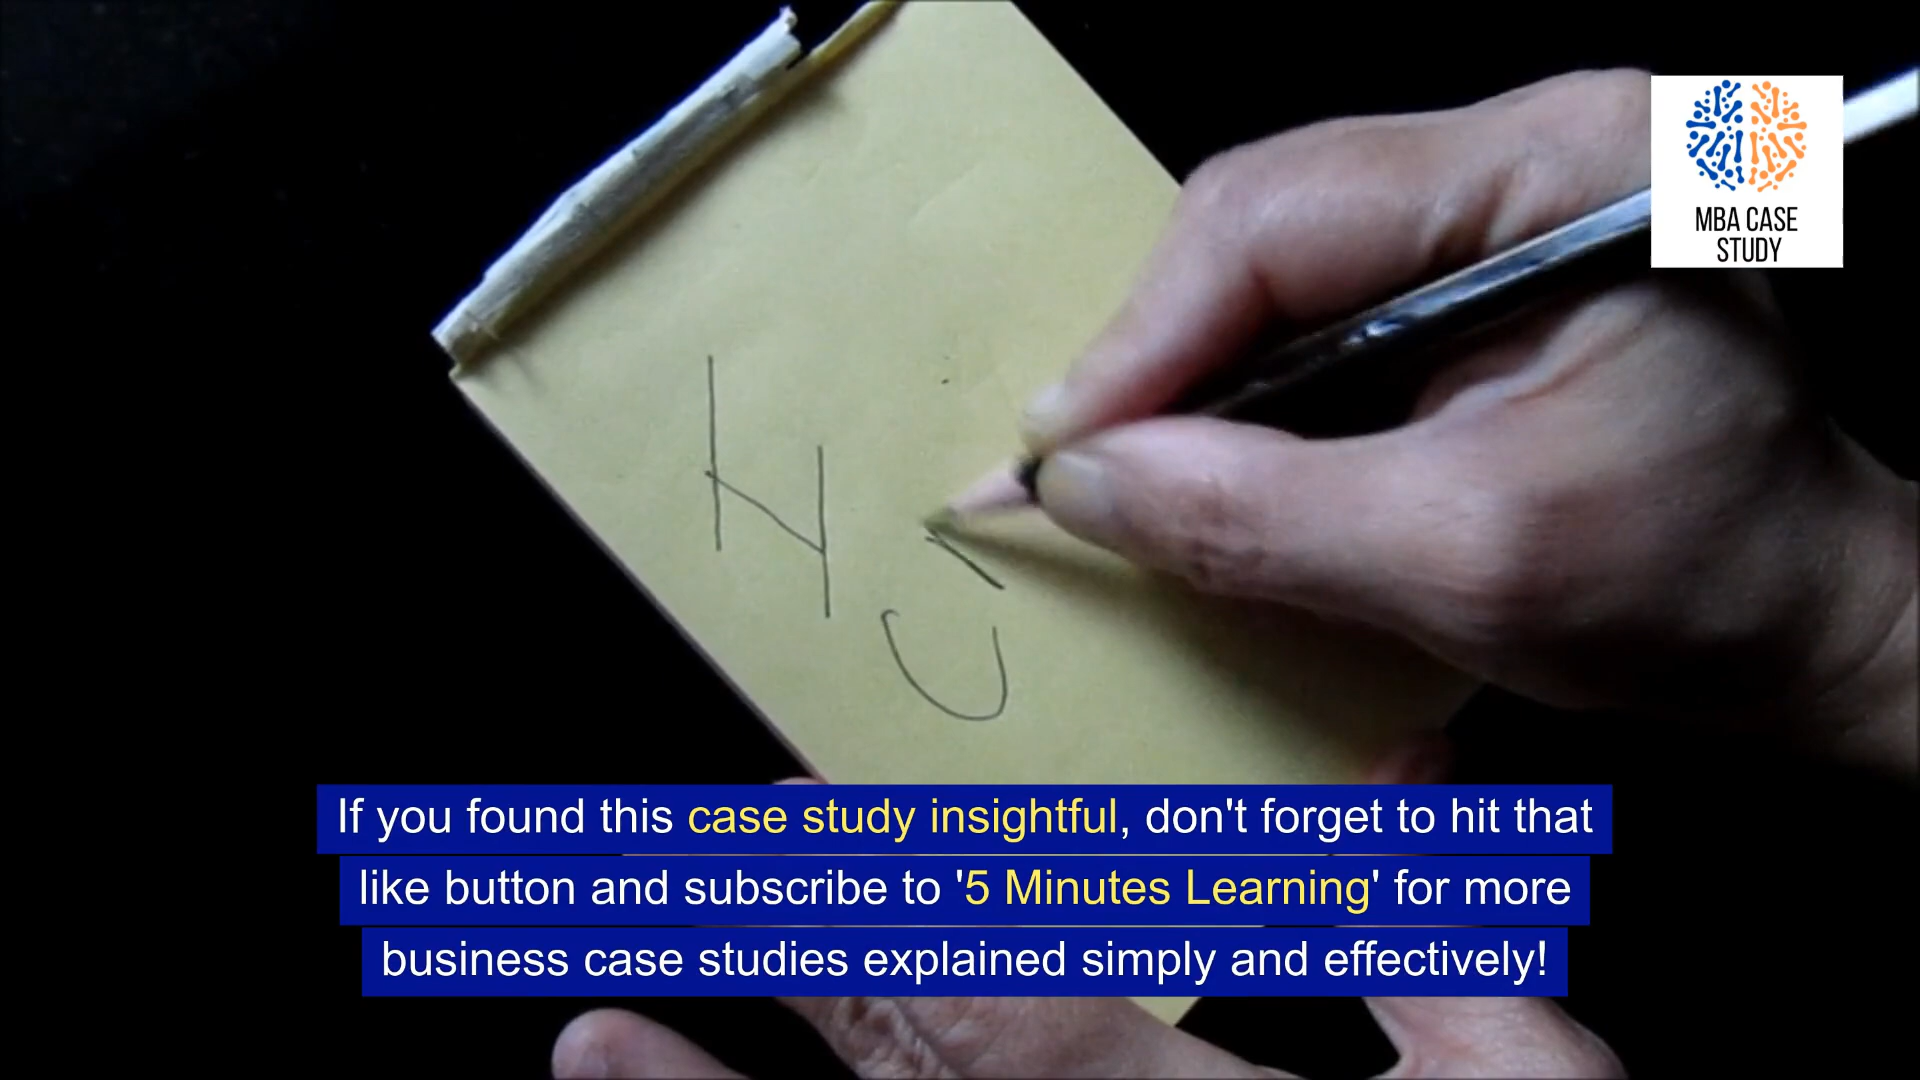 MBA CASE
STUDY
If you found this case study insightful, don't forget to hit that
like button and subscribe to '5 Minutes Learning' for more
business case studies explained simply and effectively!